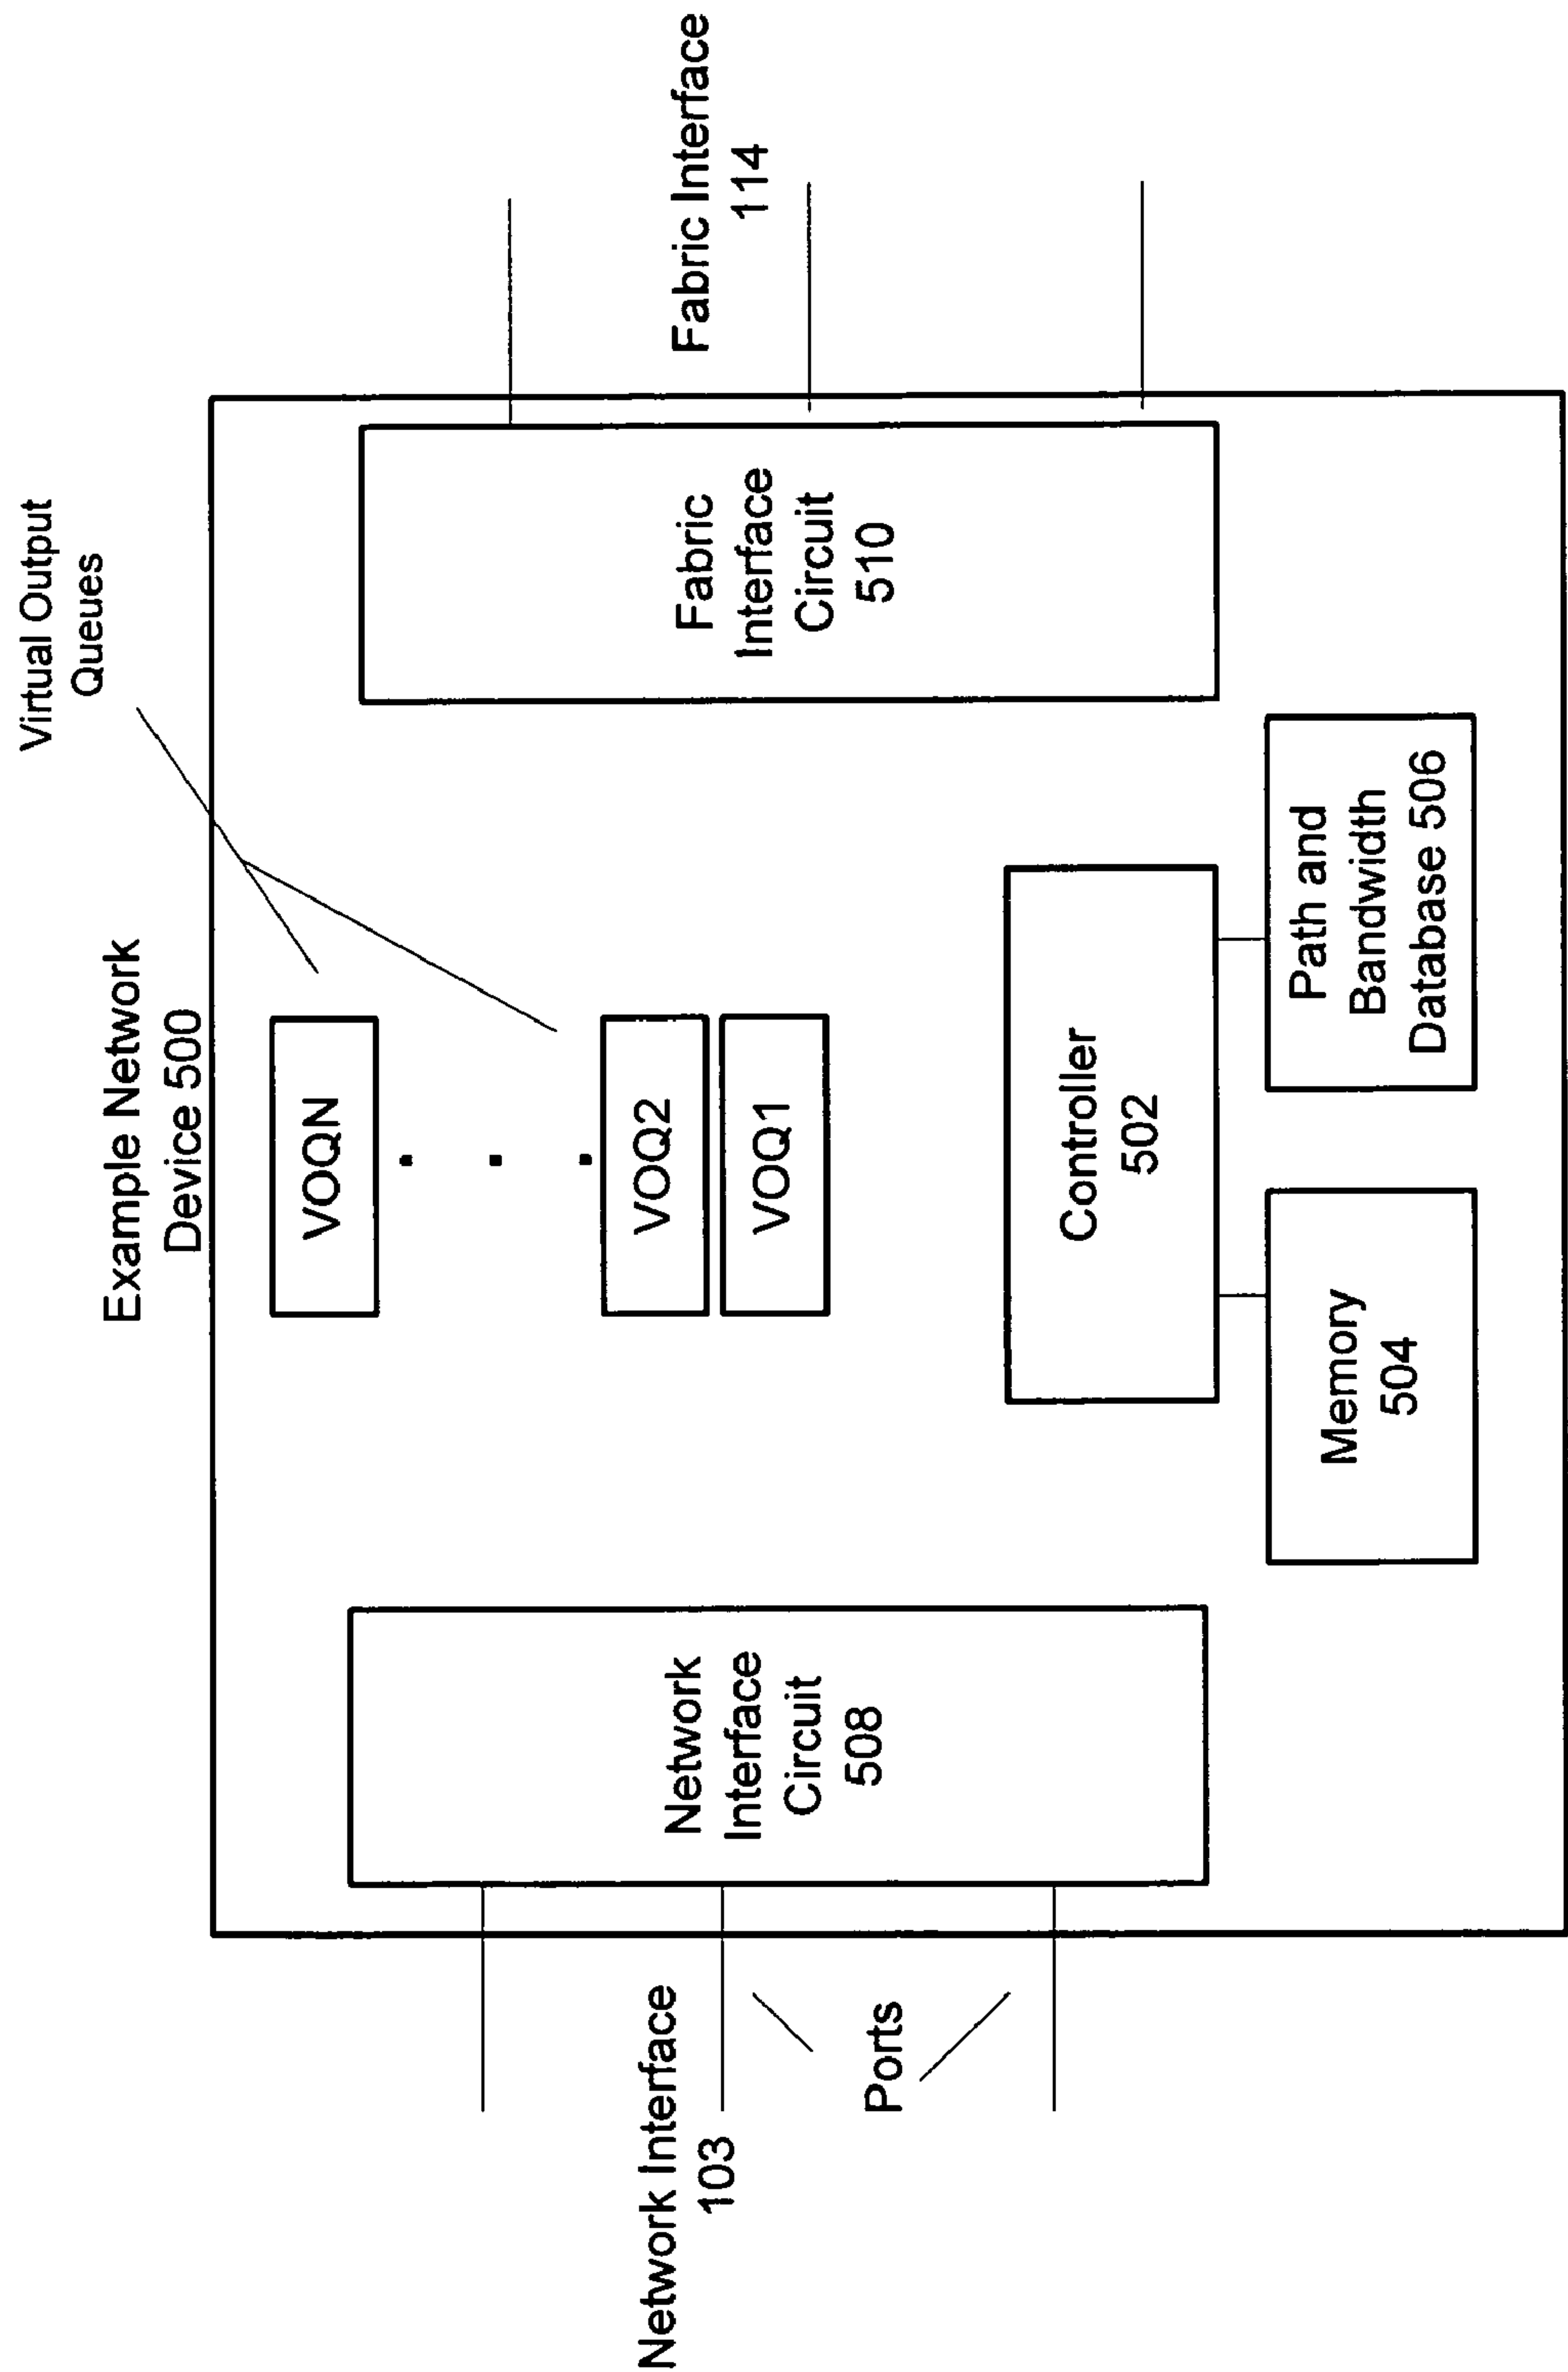 Example Network
Device 500
Virtual Output
Queues
Network Interface
103
Ports
Network
Interface
Circuit
508
VOQN
VOQ2
VOQ1
Controller
502
Memory
504
Path and
Bandwidth
Database 506
Fabric
Interface
Circuit
510
Fabric Interface
114